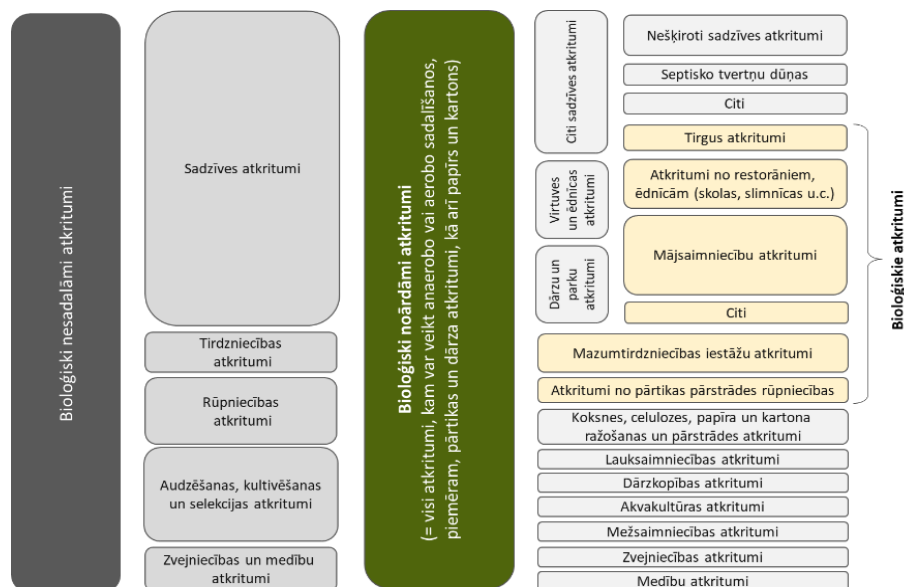 Bioloģiski nesadalāmi atkritumi
Sadzīves atkritumi
Tirdzniecības
atkritumi
Rūpniecības
atkritumi
Audzēšanas, kultivēšanas
un selekcijas atkritumi
Zvejniecības un medību
atkritumi
Bioloģiski noārdāmi atkritumi
(= visi atkritumi, kam var veikt anaerobo vai aerobo sadalīšanos,
piemēram, pārtikas un dārza atkritumi, kā arī papīrs un kartons)
Citi sadzīves atkritumi
Virtuves
un ēdnīcas
atkritumi
Dārzu un
parku
atkritumi
Nešķiroti sadzīves atkritumi
Septisko tvertņu dūņas
Citi
Tirgus atkritumi
Atkritumi no restorāniem,
ēdnīcām (skolas, slimnīcas u.c.)
Mājsaimniecību atkritumi
Citi
Mazumtirdzniecības iestāžu atkritumi
Atkritumi no pārtikas pārstrādes rūpniecības
Koksnes, celulozes, papīra un kartona
ražošanas un pārstrādes atkritumi
Lauksaimniecības atkritumi
Dārzkopības atkritumi
Akvakultūras atkritumi
Mežsaimniecības atkritumi
Zvejniecības atkritumi
Medību atkritumi
Bioloģiskie atkritumi